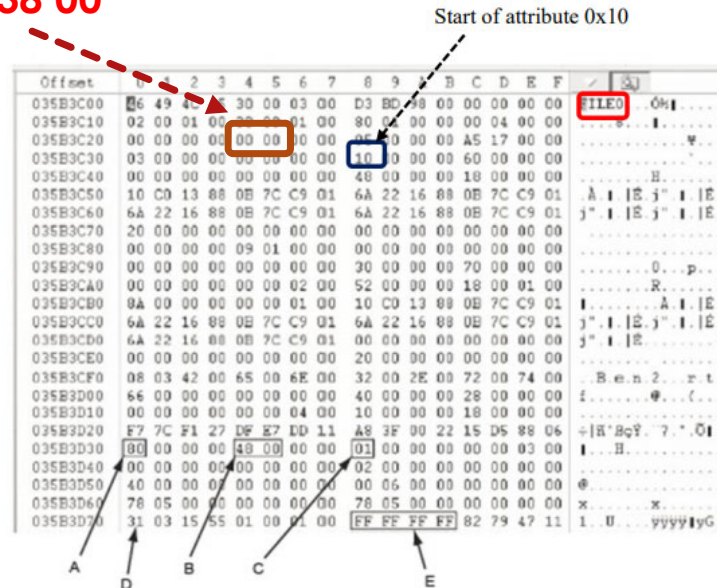 38 00
Start of attribute 0x10
Offset 0 1 2 3 4 5 6 7 8 9 A B C D E F
035B3C00 46 49 4C 30 00 03 00 D3 BD 98 00 00 00 00 00 FILE0
035B3C10 02 00 01 00 01 00 80 00 00 00 04 00 00
035B3C20 00 00 00 00 00 00 00 00 00 00 A5 17 00 00
035B3C30 03 00 00 00 00 00 00 00 10 00 00 60 00 00 00
035B3C40 00 00 00 00 00 00 00 00 48 00 00 00 18 00 00 00 H
035B3C50 10 C0 13 88 0B 7C C9 01 6A 22 16 88 0B 7C C9 01
035B3C60 6A 22 16 88 0B 7C C9 01 6A 22 16 88 0B 7C C9 01
035B3C70 20 00 00 00 00 00 00 00 00 00 00 00 00 00 00 00
035B3C80 00 00 00 00 09 01 00 00 00 00 00 00 00 00 00 00
035B3C90 00 00 00 00 00 00 00 00 30 00 00 00 70 00 00 00 0...p...
035B3CA0 00 00 00 00 00 00 02 00 52 00 00 00 18 00 01 00 R
035B3CB0 8A 00 00 00 00 00 01 00 10 C0 13 88 0B 7C C9 01
035B3CC0 6A 22 16 88 0B 7C C9 01 6A 22 16 88 0B 7C C9 01
035B3CD0 6A 22 16 88 0B 7C C9 01 00 00 00 00 00 00 00 00
035B3CE0 00 00 00 00 00 00 00 00 20 00 00 00 00 00 00 00
035B3CF0 08 03 42 00 65 00 6E 00 32 00 2E 00 72 00 74 00 ..B.e.n.2...r.t
035B3D00 66 00 00 00 00 00 00 00 40 00 00 00 28 00 00 00 f.......@...(...
035B3D10 00 00 00 00 00 00 04 00 10 00 00 00 18 00 00 00
035B3D20 F7 7C F1 27 DF E7 DD 11 A8 3F 00 22 15 D5 88 06
035B3D30 80 00 00 00 48 00 00 00 01 00 00 00 00 00 03 00 H
035B3D40 00 00 00 00 00 00 00 00 02 00 00 00 00 00 00 00
035B3D50 40 00 00 00 00 00 00 00 06 00 00 00 00 00 00 @
035B3D60 78 05 00 00 00 00 00 00 78 05 00 00 00 00 00 00 x.......x.......
035B3D70 31 03 15 55 01 00 00 FF FF FF FF 82 79 47 11 1..U....ÿÿÿÿ yG
A D B C E